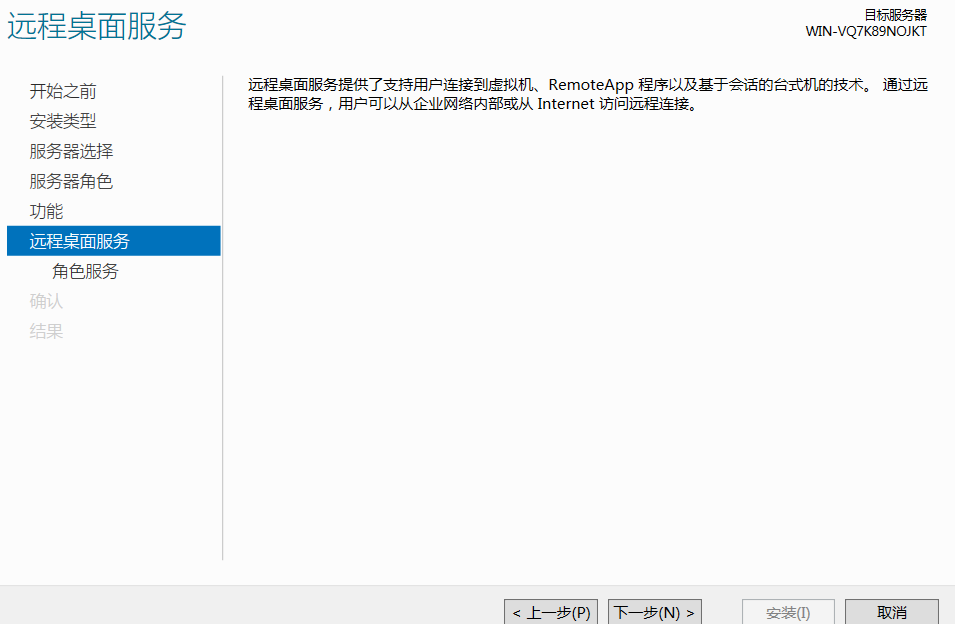 远程桌面服务
目标服务器
WIN-VQ7K89NOJKT
开始之前
安装类型
服务器选择
服务器角色
功能
远程桌面服务
角色服务
确认
结果
远程桌面服务提供了支持用户连接到虚拟机、RemoteApp 程序以及基于会话的台式机的技术。 通过远
程桌面服务，用户可以从企业网络内部或从 Internet 访问远程连接。
< 上一步(P)
下一步(N) >
安装(I)
取消